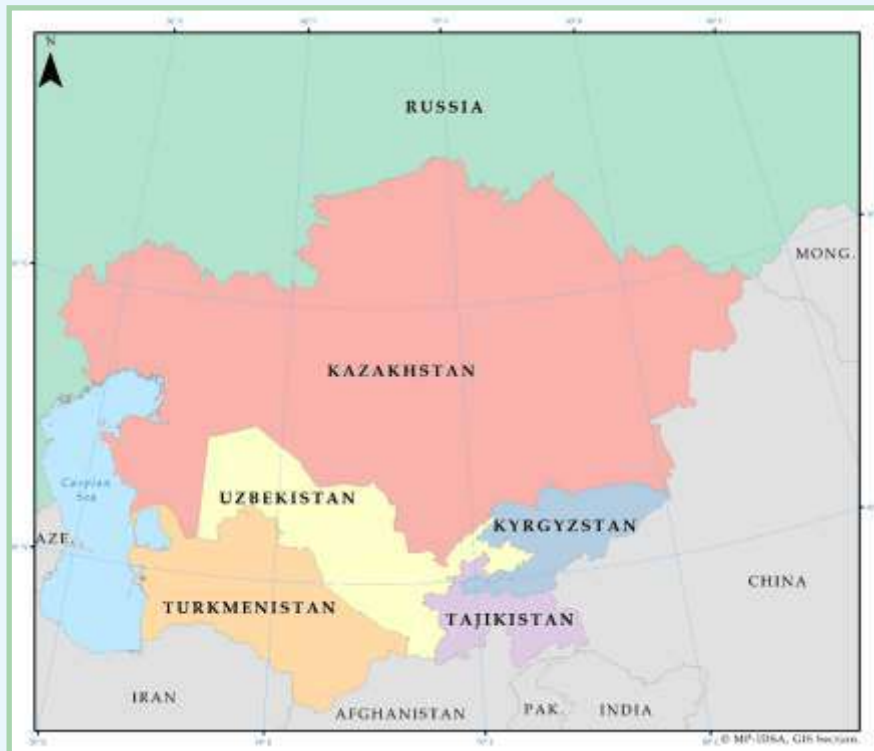 N
RUSSIA
MONG.
KAZAKHSTAN
Caspian
Sea
UZBEKISTAN
KYRGYZSTAN
AZE.
CHINA
TURKMENISTAN
TAJIKISTAN
IRAN
AFGHANISTAN
PAK.
INDIA
© MP-IDSA, GIS Section.